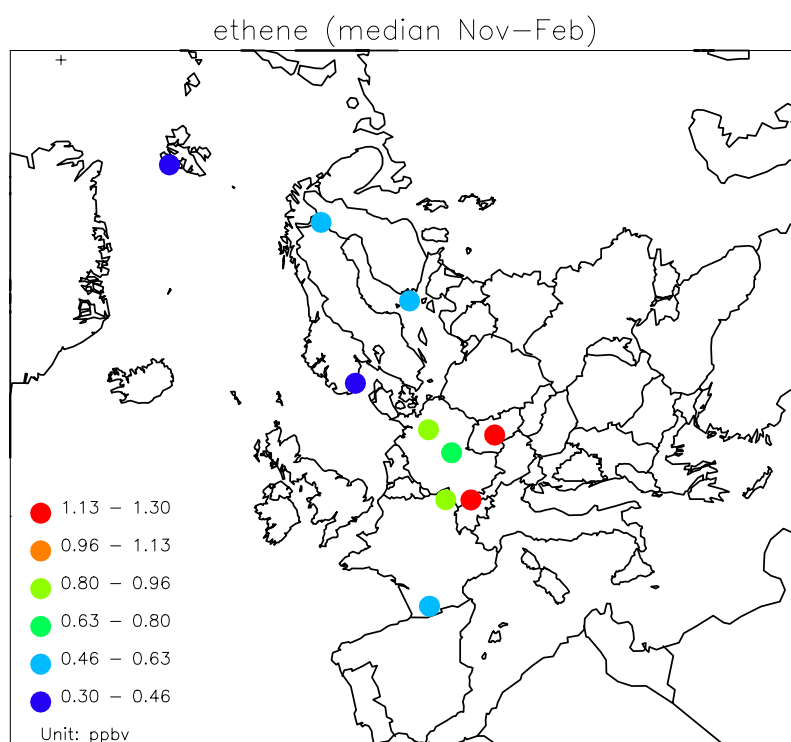 ethene (median Nov-Feb)
1.13 - 1.30
0.96 - 1.13
0.80 - 0.96
0.63 - 0.80
0.46 - 0.63
0.30 - 0.46
Unit: ppbv